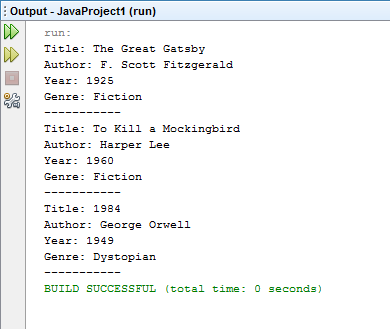 Output - JavaProject1 (run)
run:
Title: The Great Gatsby
Author: F. Scott Fitzgerald
Year: 1925
Genre: Fiction
-----------
Title: To Kill a Mockingbird
Author: Harper Lee
Year: 1960
Genre: Fiction
-----------
Title: 1984
Author: George Orwell
Year: 1949
Genre: Dystopian
-----------
BUILD SUCCESSFUL (total time: 0 seconds)